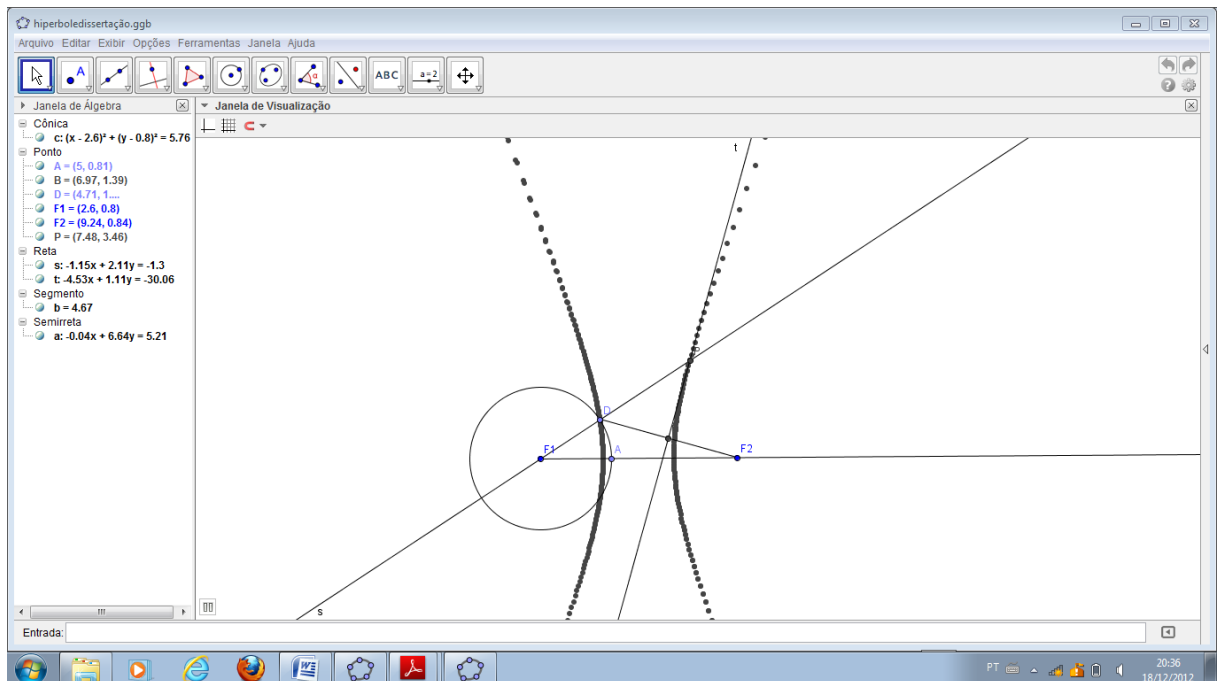 hiperboledissertação.ggb
Arquivo Editar Exibir Opções Ferramentas Janela Ajuda
A
α
ABC
a=2
Janela de Álgebra
Janela de Visualização
Cônica
c: (x - 2.6)² + (y - 0.8)² = 5.76
Ponto
A = (5, 0.81)
B = (6.97, 1.39)
D = (4.71, 1....
F1 = (2.6, 0.8)
F2 = (9.24, 0.84)
P = (7.48, 3.46)
Reta
s: -1.15x + 2.11y = -1.3
t: -4.53x + 1.11y = -30.06
Segmento
b = 4.67
Semirreta
a: -0.04x + 6.64y = 5.21
t
P
D
F1
A
F2
s
Entrada:
PT
20:36
18/12/2012